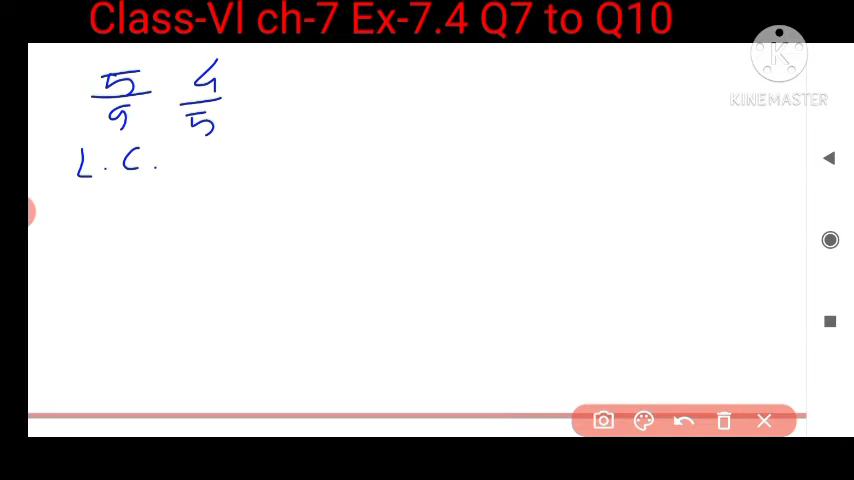 Class-VI ch-7 Ex-7.4 Q7 to Q10
KINEMASTER
5/9 4/5
L.C.